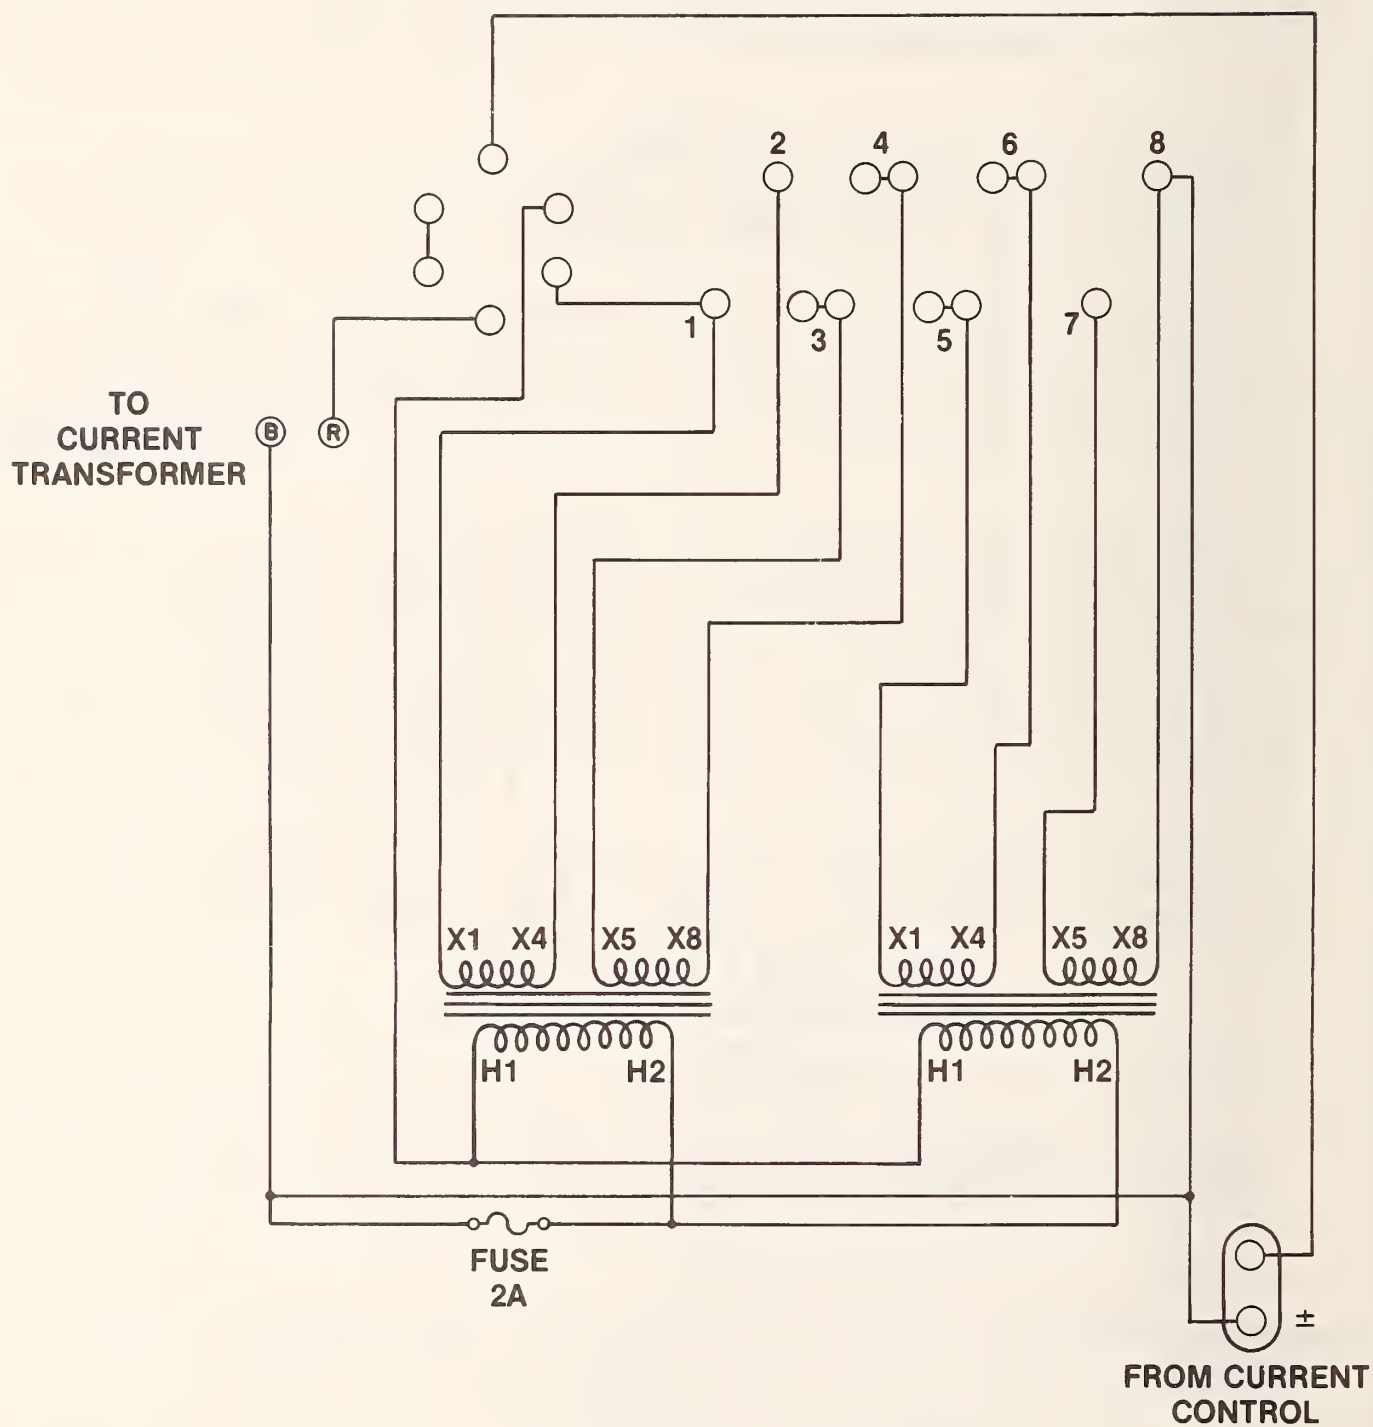 2 4 6 8
1 3 5 7
TO
CURRENT
TRANSFORMER
B R
X1 X4 X5 X8 X1 X4 X5 X8
H1 H2 H1 H2
FUSE
2A
±
FROM CURRENT
CONTROL